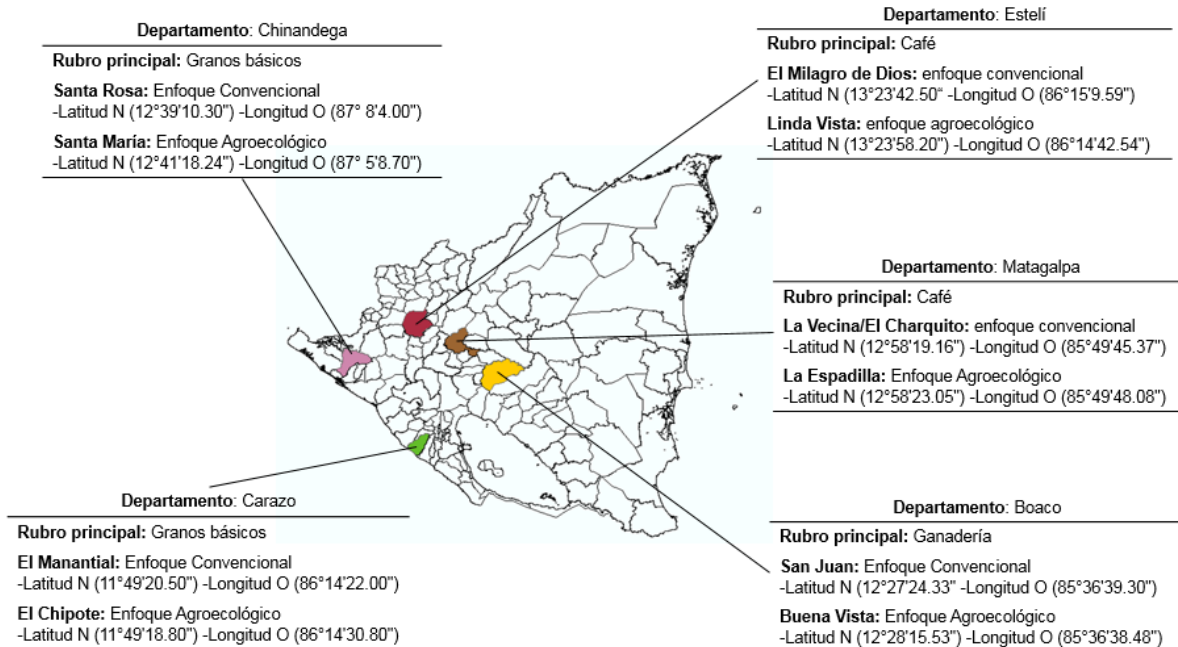 Departamento: Chinandega
Rubro principal: Granos básicos
Santa Rosa: Enfoque Convencional
-Latitud N (12°39'10.30") -Longitud O (87° 8'4.00")
Santa María: Enfoque Agroecológico
-Latitud N (12°41'18.24") -Longitud O (87° 5'8.70")
Departamento: Estelí
Rubro principal: Café
El Milagro de Dios: enfoque convencional
-Latitud N (13°23'42.50“ -Longitud O (86°15'9.59")
Linda Vista: enfoque agroecológico
-Latitud N (13°23'58.20") -Longitud O (86°14'42.54")
Departamento: Matagalpa
Rubro principal: Café
La Vecina/El Charquito: enfoque convencional
-Latitud N (12°58'19.16") -Longitud O (85°49'45.37")
La Espadilla: Enfoque Agroecológico
-Latitud N (12°58'23.05") -Longitud O (85°49'48.08")
Departamento: Carazo
Rubro principal: Granos básicos
El Manantial: Enfoque Convencional
-Latitud N (11°49'20.50") -Longitud O (86°14'22.00")
El Chipote: Enfoque Agroecológico
-Latitud N (11°49'18.80") -Longitud O (86°14'30.80")
Departamento: Boaco
Rubro principal: Ganadería
San Juan: Enfoque Convencional
-Latitud N (12°27'24.33" -Longitud O (85°36'39.30")
Buena Vista: Enfoque Agroecológico
-Latitud N (12°28'15.53") -Longitud O (85°36'38.48")